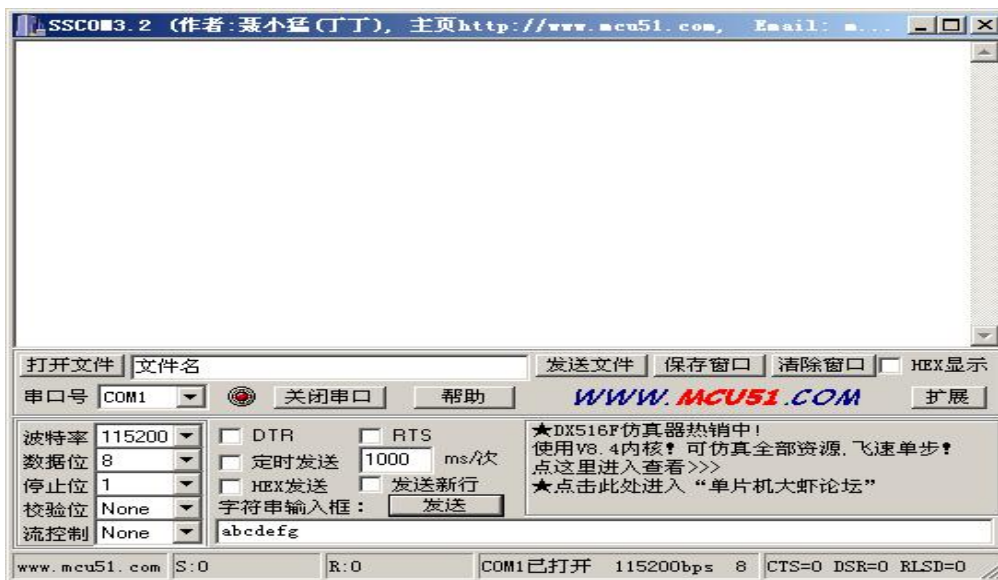 SSCOM3.2 (作者:聂小猛(丁丁), 主页http://www.mcu51.com, Email: m...
打开文件 文件名 发送文件 保存窗口 清除窗口 HEX显示
串口号 COM1 关闭串口 帮助 WWW.MCU51.COM 扩展
波特率 115200 DTR RTS
数据位 8 定时发送 1000 ms/次
停止位 1 HEX发送 发送新行
校验位 None 字符串输入框: 发送
流控制 None abcdefg
★DX516F仿真器热销中!
使用V8.4内核!可仿真全部资源,飞速单步!
点这里进入查看>>>
★点击此处进入“单片机大虾论坛”
www.mcu51.com S:0 R:0 COM1已打开 115200bps 8 CTS=0 DSR=0 RLSD=0